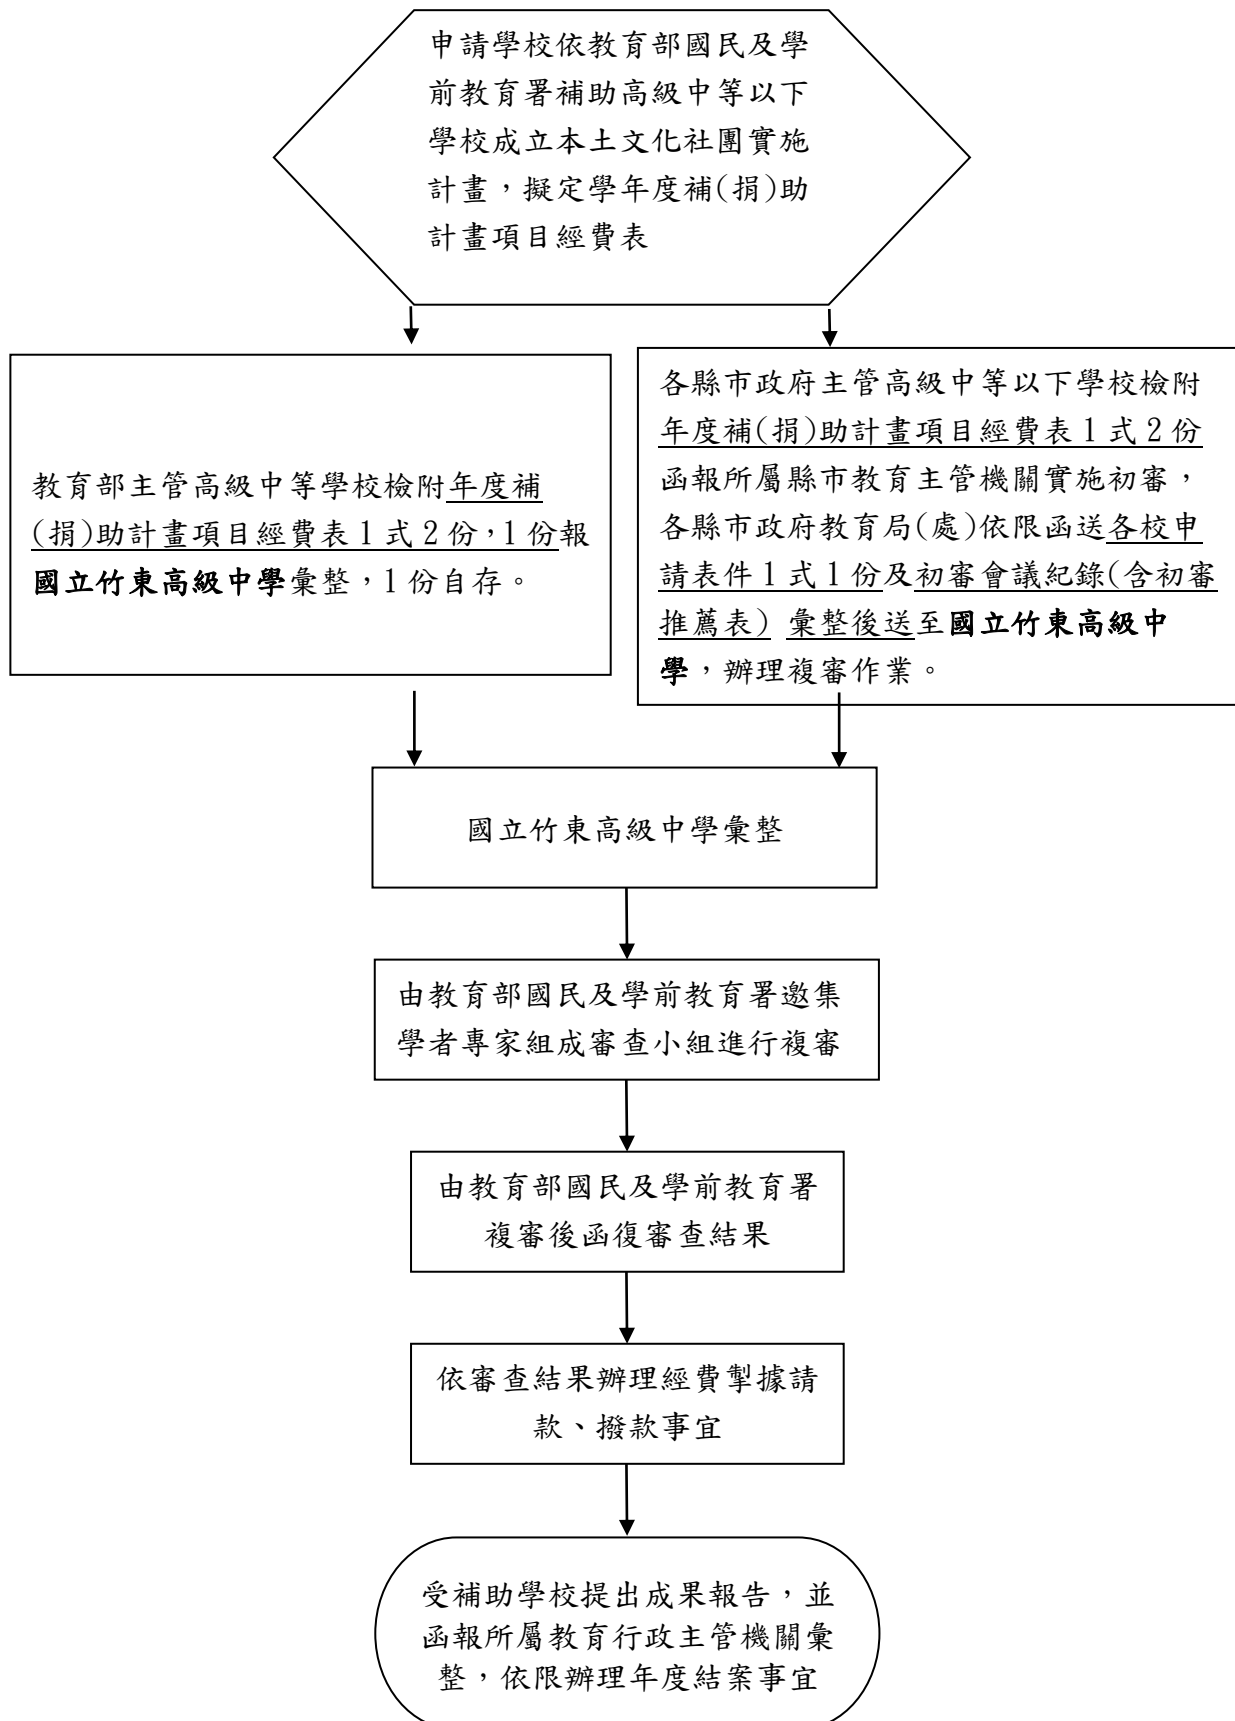 申請學校依教育部國民及學
前教育署補助高級中等以下
學校成立本土文化社團實施
計畫，擬定學年度補(捐)助
計畫項目經費表
教育部主管高級中等學校檢附年度補
(捐)助計畫項目經費表 1 式 2 份，1 份報
國立竹東高級中學彙整，1 份自存。
各縣市政府主管高級中等以下學校檢附
年度補(捐)助計畫項目經費表 1 式 2 份
函報所屬縣市教育主管機關實施初審，
各縣市政府教育局(處)依限函送各校申
請表件 1 式 1 份及初審會議紀錄(含初審
推薦表) 彙整後送至國立竹東高級中
學，辦理複審作業。
國立竹東高級中學彙整
由教育部國民及學前教育署邀集
學者專家組成審查小組進行複審
由教育部國民及學前教育署
複審後函復審查結果
依審查結果辦理經費掣據請
款、撥款事宜
受補助學校提出成果報告，並
函報所屬教育行政主管機關彙
整，依限辦理年度結案事宜